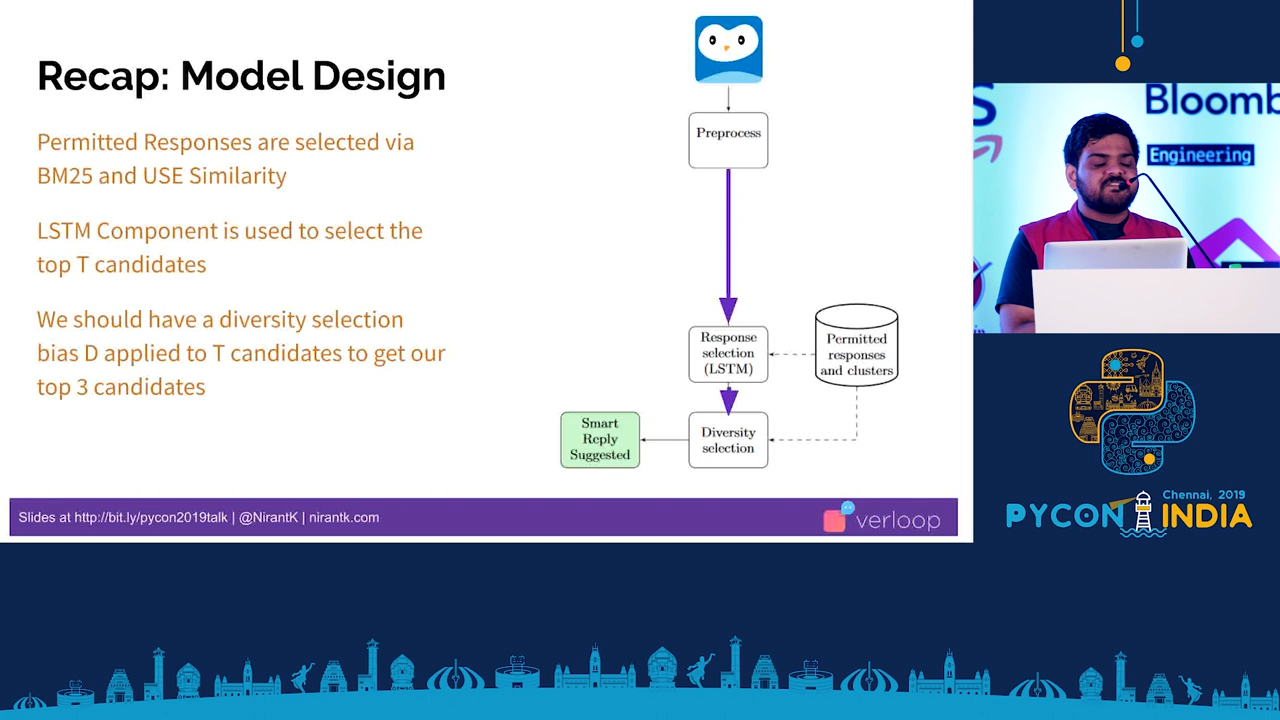 Recap: Model Design
Permitted Responses are selected via
BM25 and USE Similarity
LSTM Component is used to select the
top T candidates
We should have a diversity selection
bias D applied to T candidates to get our
top 3 candidates
Preprocess
Response
selection
(LSTM)
Permitted
responses
and clusters
Diversity
selection
Smart
Reply
Suggested
Slides at http://bit.ly/pycon2019talk | @NirantK | nirantk.com
verloop
Engineering
Chennai, 2019
PYCON INDIA